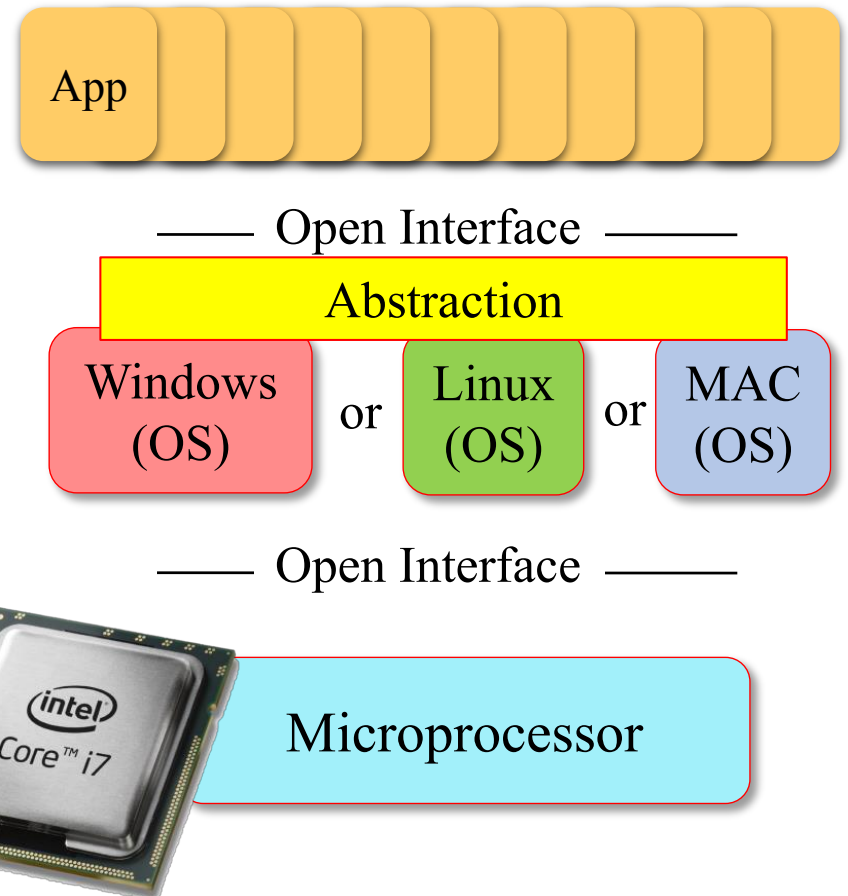 App
Open Interface
Abstraction
Windows
(OS)
or
Linux
(OS)
or
MAC
(OS)
Open Interface
intel
Core™ i7
Microprocessor